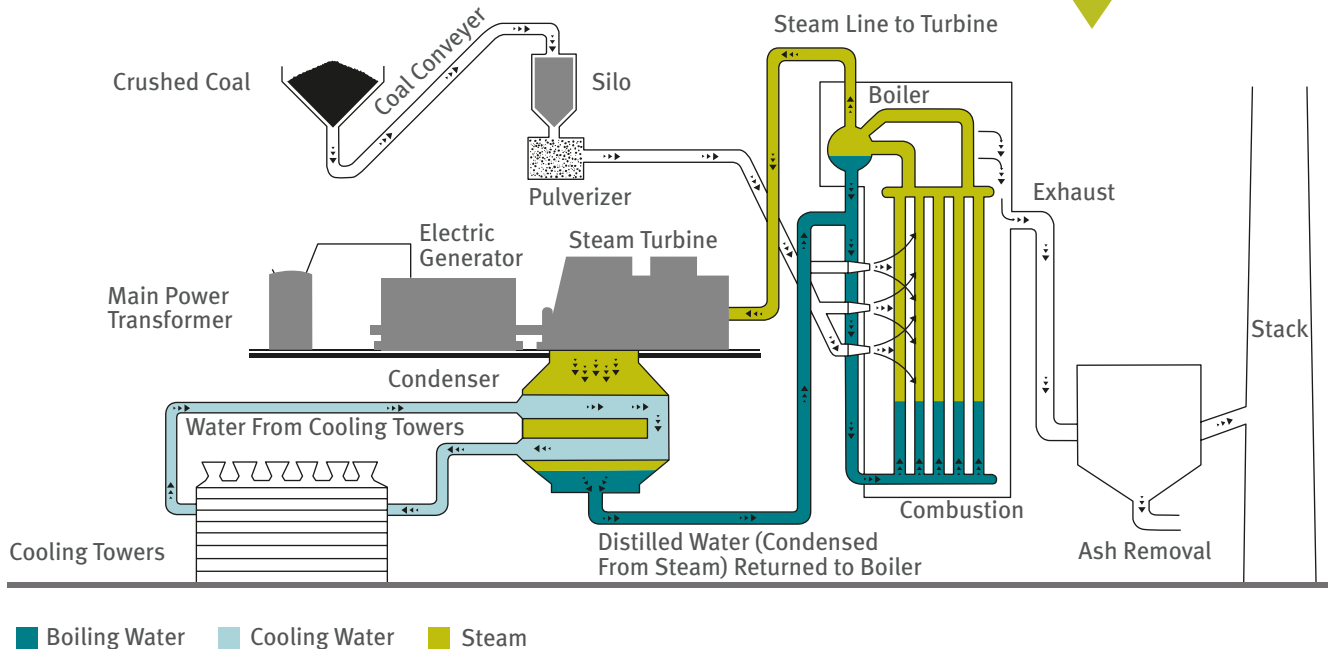 Steam Line to Turbine
Crushed Coal
Coal Conveyer
Silo
Boiler
Pulverizer
Exhaust
Electric
Generator
Steam Turbine
Main Power
Transformer
Stack
Condenser
Water From Cooling Towers
Combustion
Cooling Towers
Distilled Water (Condensed
From Steam) Returned to Boiler
Ash Removal
Boiling Water
Cooling Water
Steam